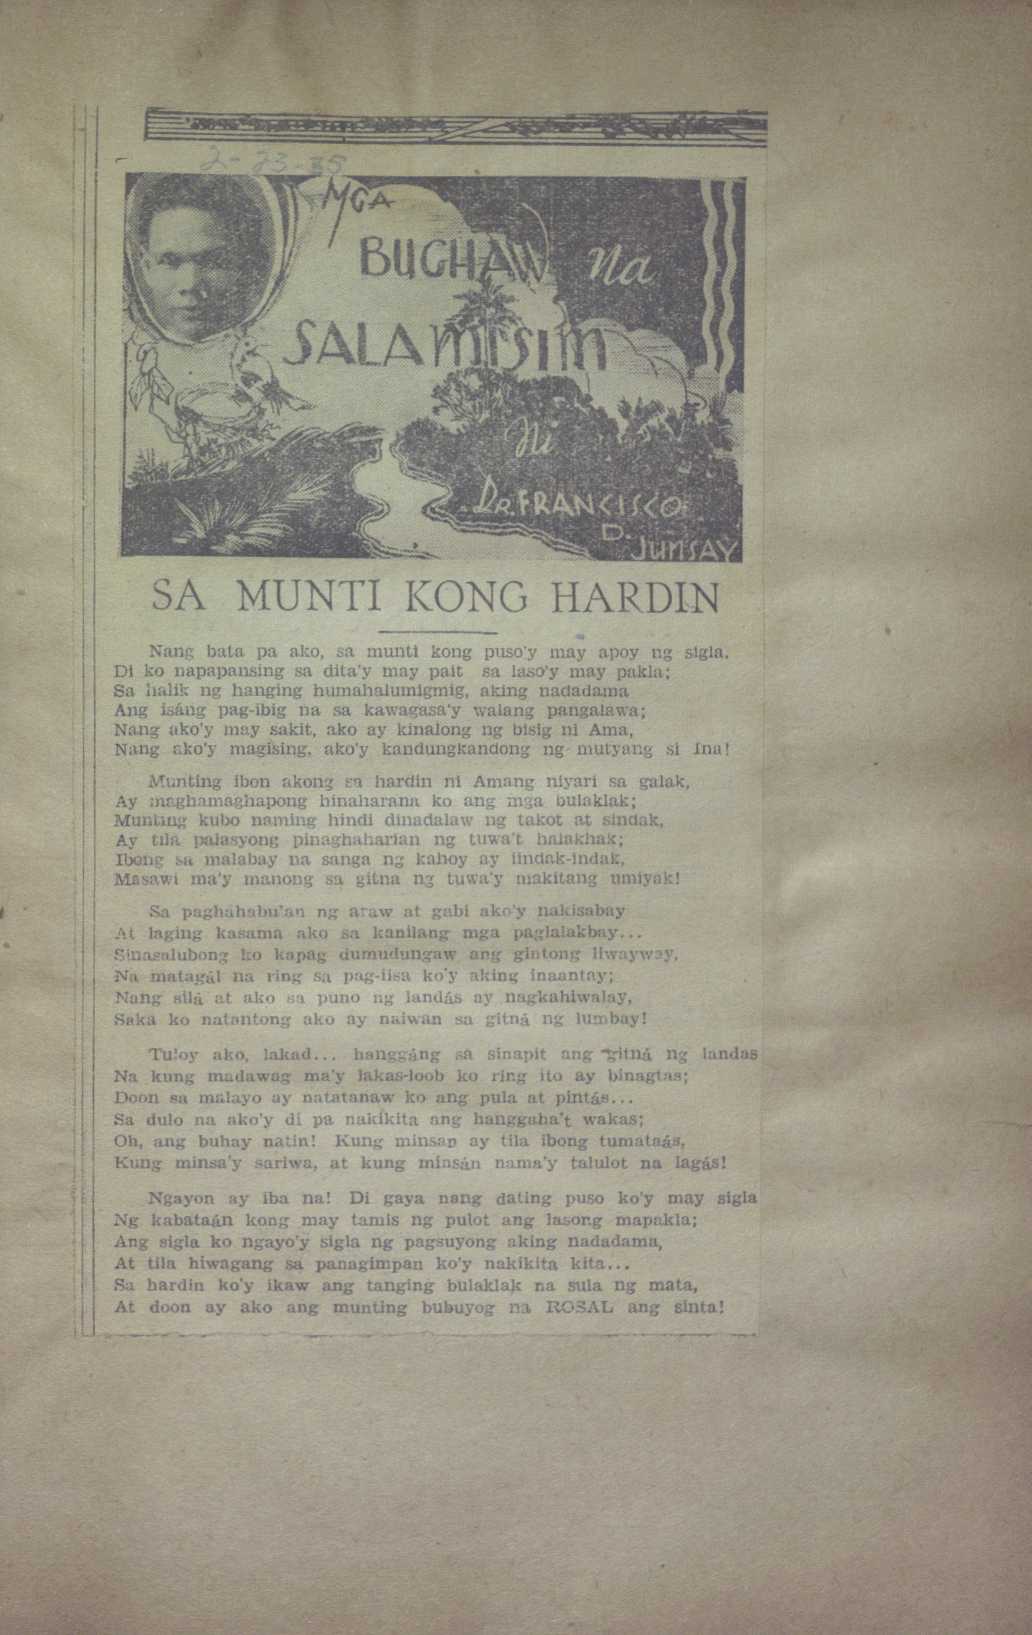 2-23-35
MGA
BUGHAW na
SALAMISIM
Ni
DR. FRANCISCO
D.
JUNSAY
SA MUNTI KONG HARDIN
Nang bata pa ako, sa munti kong puso'y may apoy ng sigla,
Di ko napapansing sa dita'y may pait sa laso'y may pakla;
Sa halik ng hanging humahalumigmig, aking nadadama
Ang isáng pag-ibig na sa kawagasa'y walang pangalawa;
Nang ako'y may sakit, ako ay kinalong ng bisig ni Ama,
Nang ako'y magising, ako'y kandungkandong ng mutyang si Ina!
Munting ibon akong sa hardin ni Amang niyari sa galak,
Ay maghamaghapong hinaharana ko ang mga bulaklak;
Munting kubo naming hindi dinadalaw ng takot at sindak,
Ay tila palasyong pinaghaharian ng tuwa't halakhak;
Ibong sa malabay na sanga ng kahoy ay iindak-indak,
Masawi ma'y manong sa gitna ng tuwa'y makitang umiyak!
Sa paghahabulan ng araw at gabi ako'y nakisabay
At laging kasama ako sa kanilang mga paglalakbay...
Sinasalubong ko kapag dumudungaw ang gintong liwayway,
Na matagál na ring sa pag-iisa ko'y aking inaantay;
Nang silá at ako sa puno ng landás ay nagkahiwalay,
Saka ko natantong ako ay naiwan sa gitná ng lumbay!
Tuloy ako, lakad... hanggáng sa sinapit ang gitná ng landas
Na kung madawag ma'y lakas-loob ko ring ito ay binagtas;
Doon sa malayo ay natatanaw ko ang pula at pintás...
Sa dulo na ako'y di pa nakikita ang hanggaha't wakas;
Oh, ang buhay natin! Kung minsan ay tila ibong tumataás,
Kung minsa'y sariwa, at kung minsán nama'y talulot na lagás!
Ngayon ay iba na! Di gaya nang dating puso ko'y may sigla
Ng kabataán kong may tamis ng pulot ang lasong mapakla;
Ang sigla ko ngayo'y sigla ng pagsuyong aking nadadama,
At tila hiwagang sa panagimpan ko'y nakikita kita...
Sa hardin ko'y ikaw ang tanging bulaklak na sula ng mata,
At doon ay ako ang munting bubuyog na ROSAL ang sinta!